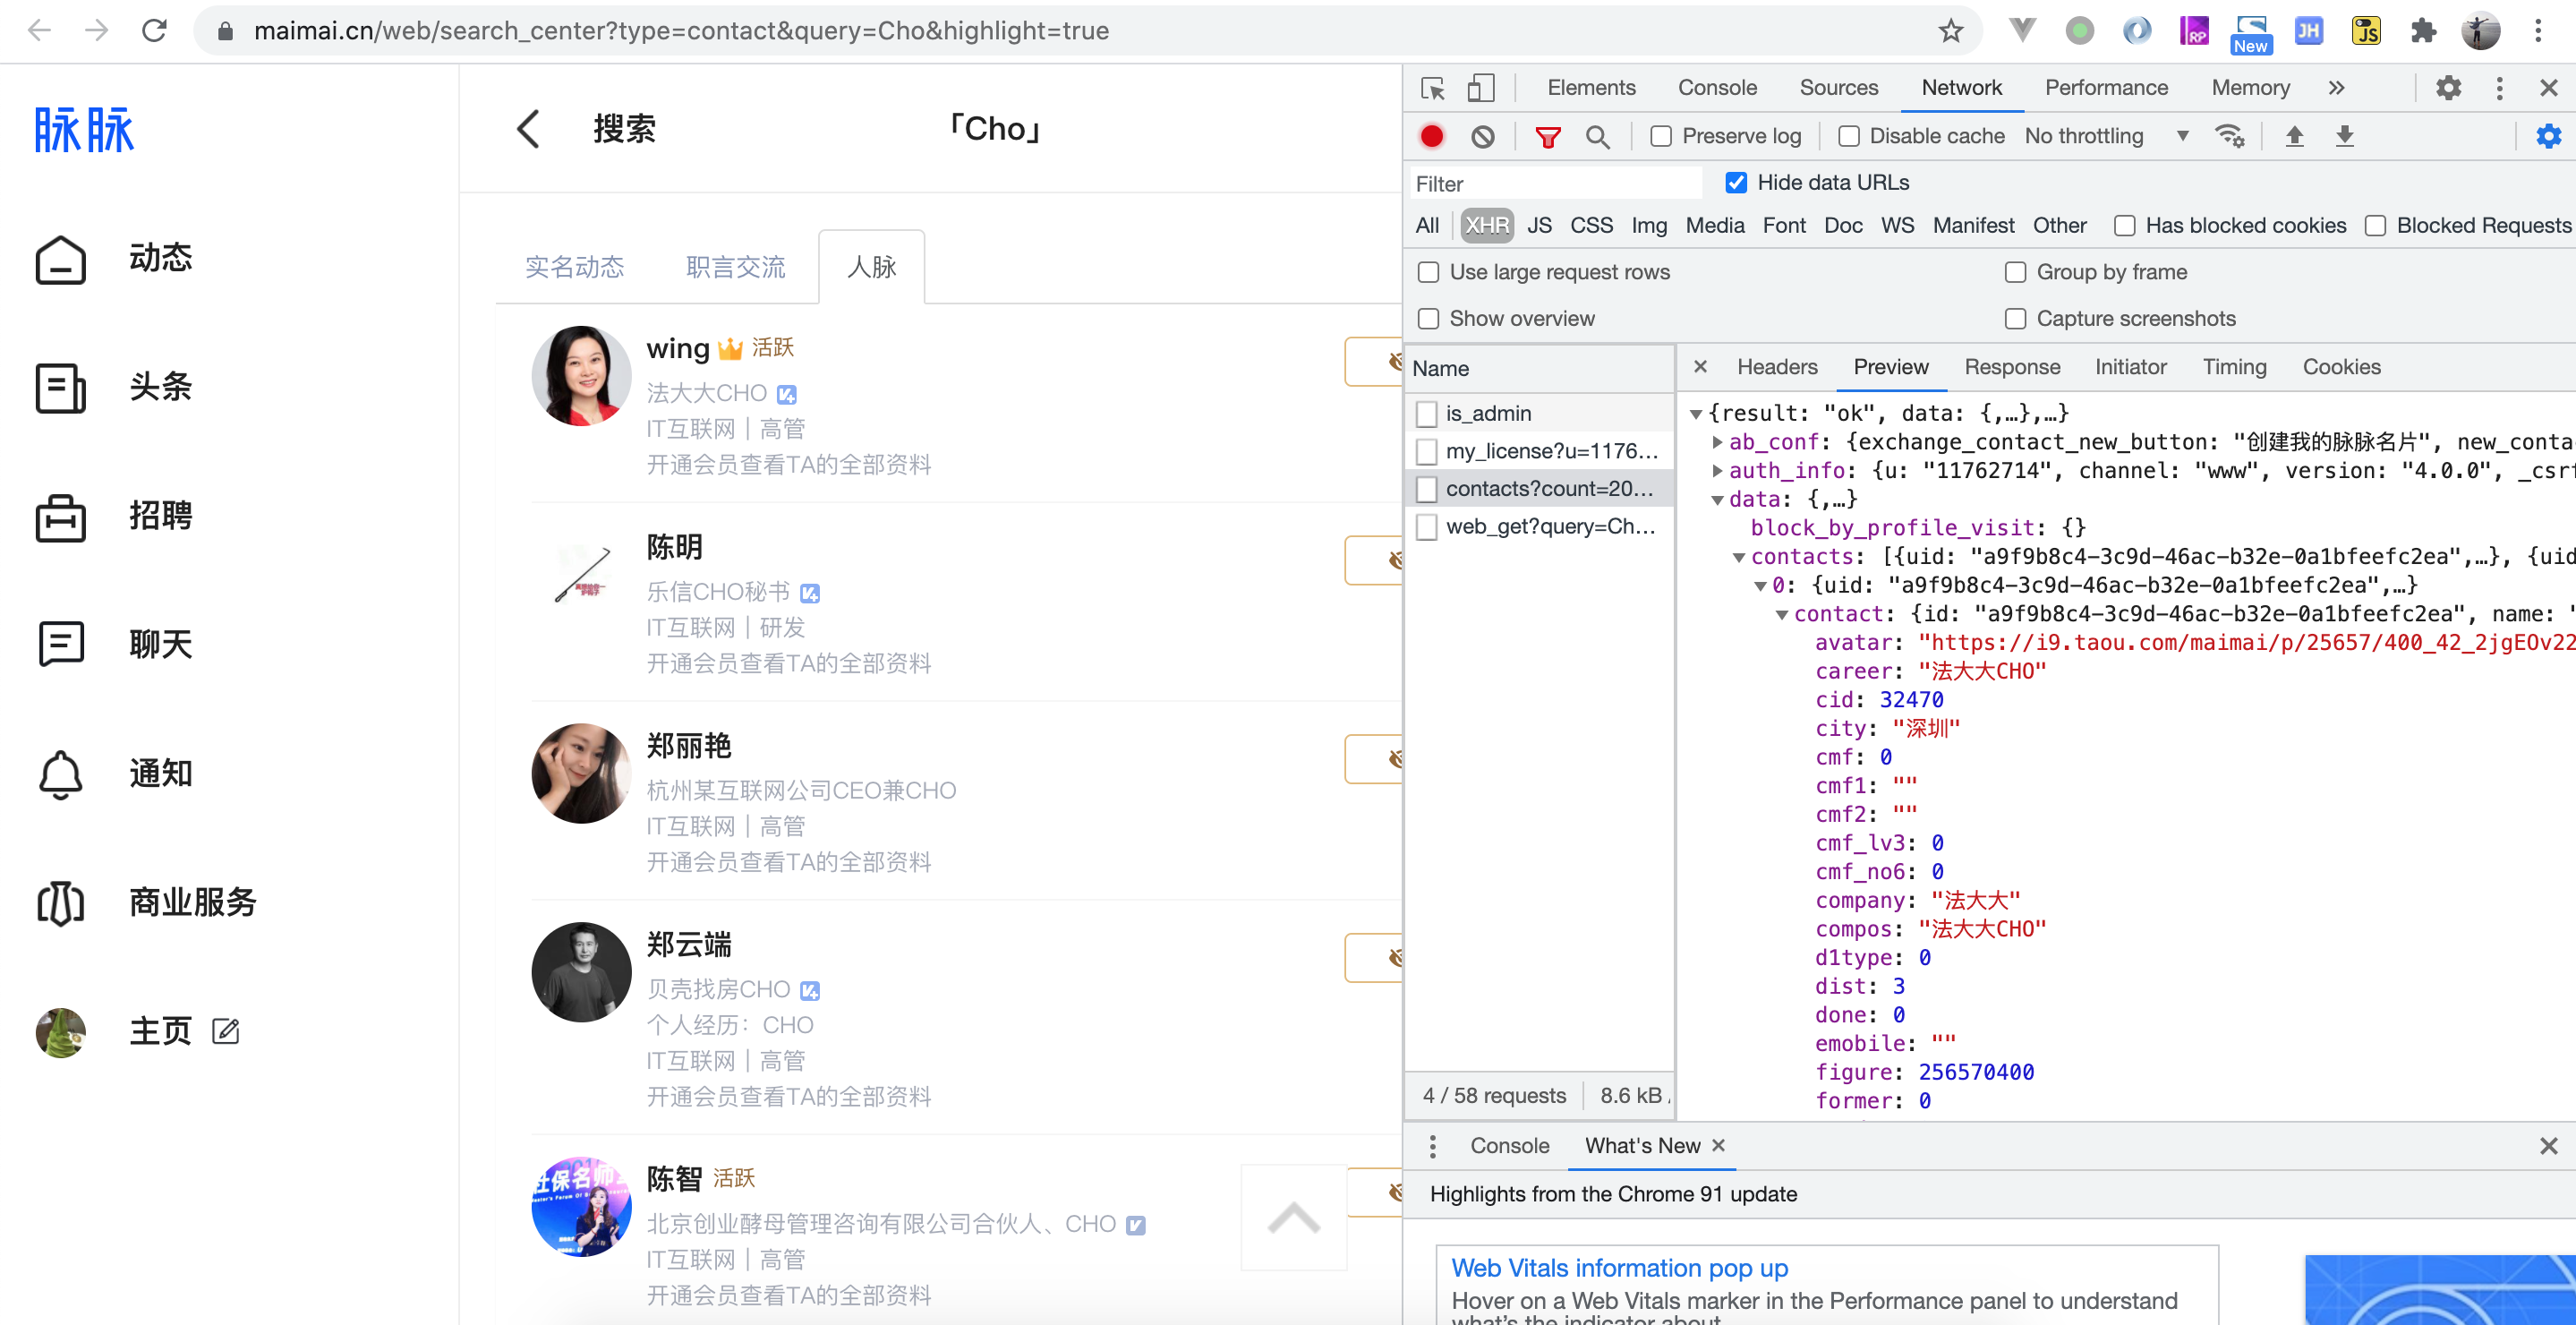 maimai.cn/web/search_center?type=contact&query=Cho&highlight=true
New
脉脉
动态
头条
招聘
聊天
通知
商业服务
主页
搜索
「Cho」
实名动态 职言交流 人脉
wing 活跃
法大大CHO
IT互联网｜高管
开通会员查看TA的全部资料
陈明
乐信CHO秘书
IT互联网｜研发
开通会员查看TA的全部资料
郑丽艳
杭州某互联网公司CEO兼CHO
IT互联网｜高管
开通会员查看TA的全部资料
郑云端
贝壳找房CHO
个人经历：CHO
IT互联网｜高管
开通会员查看TA的全部资料
陈智 活跃
北京创业酵母管理咨询有限公司合伙人、CHO
IT互联网｜高管
开通会员查看TA的全部资料
Elements Console Sources Network Performance Memory
Preserve log Disable cache No throttling
Filter Hide data URLs
All XHR JS CSS Img Media Font Doc WS Manifest Other Has blocked cookies Blocked Requests
Use large request rows Group by frame
Show overview Capture screenshots
Name
is_admin
my_license?u=1176...
contacts?count=20...
web_get?query=Ch...
4 / 58 requests 8.6 kB
Headers Preview Response Initiator Timing Cookies
{result: "ok", data: {,…},…}
ab_conf: {exchange_contact_new_button: "创建我的脉脉名片", new_conta
auth_info: {u: "11762714", channel: "www", version: "4.0.0", _csrf
data: {,…}
block_by_profile_visit: {}
contacts: [{uid: "a9f9b8c4-3c9d-46ac-b32e-0a1bfeefc2ea",…}, {uid
0: {uid: "a9f9b8c4-3c9d-46ac-b32e-0a1bfeefc2ea",…}
contact: {id: "a9f9b8c4-3c9d-46ac-b32e-0a1bfeefc2ea", name: "
avatar: "https://i9.taou.com/maimai/p/25657/400_42_2jgEOv22
career: "法大大CHO"
cid: 32470
city: "深圳"
cmf: 0
cmf1: ""
cmf2: ""
cmf_lv3: 0
cmf_no6: 0
company: "法大大"
compos: "法大大CHO"
d1type: 0
dist: 3
done: 0
emobile: ""
figure: 256570400
former: 0
Console What's New
Highlights from the Chrome 91 update
Web Vitals information pop up
Hover on a Web Vitals marker in the Performance panel to understand
what's the indicator about